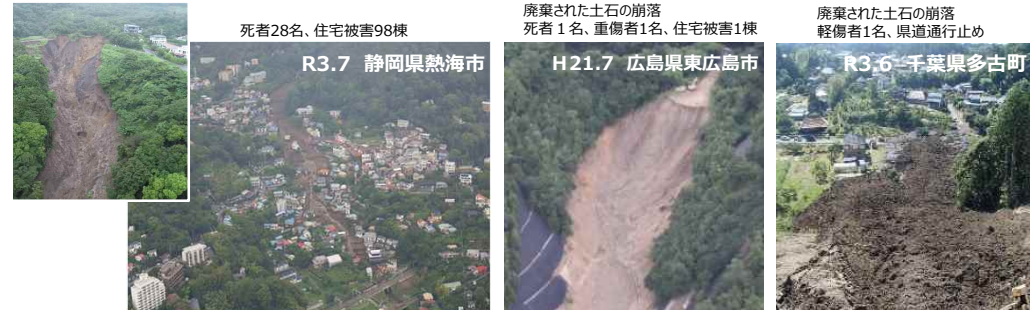 死者28名、住宅被害98棟
R3.7 静岡県熱海市
廃棄された土石の崩落
死者１名、重傷者1名、住宅被害1棟
H21.7 広島県東広島市
廃棄された土石の崩落
軽傷者1名、県道通行止め
R3.6 千葉県多古町